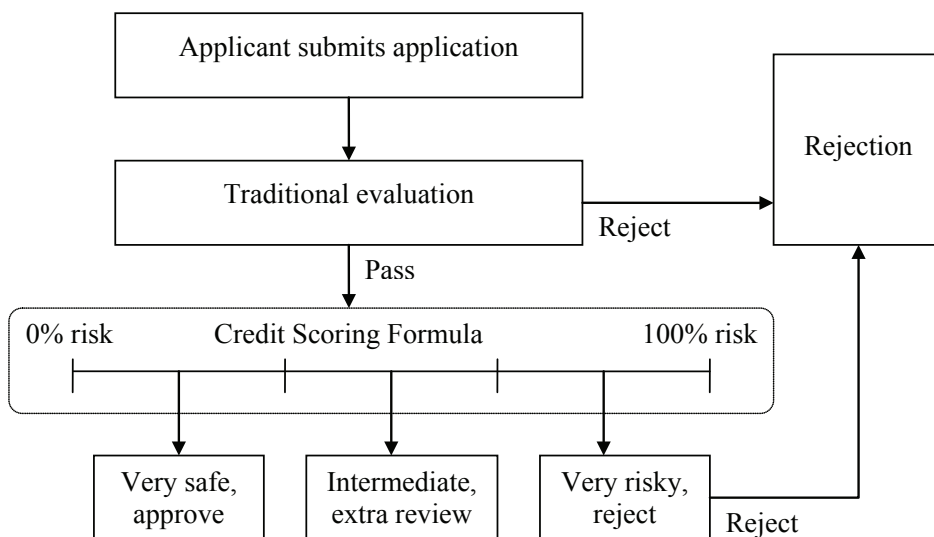 Applicant submits application
Rejection
Traditional evaluation
Reject
Pass
0% risk
Credit Scoring Formula
100% risk
Very safe,
approve
Intermediate,
extra review
Very risky,
reject
Reject